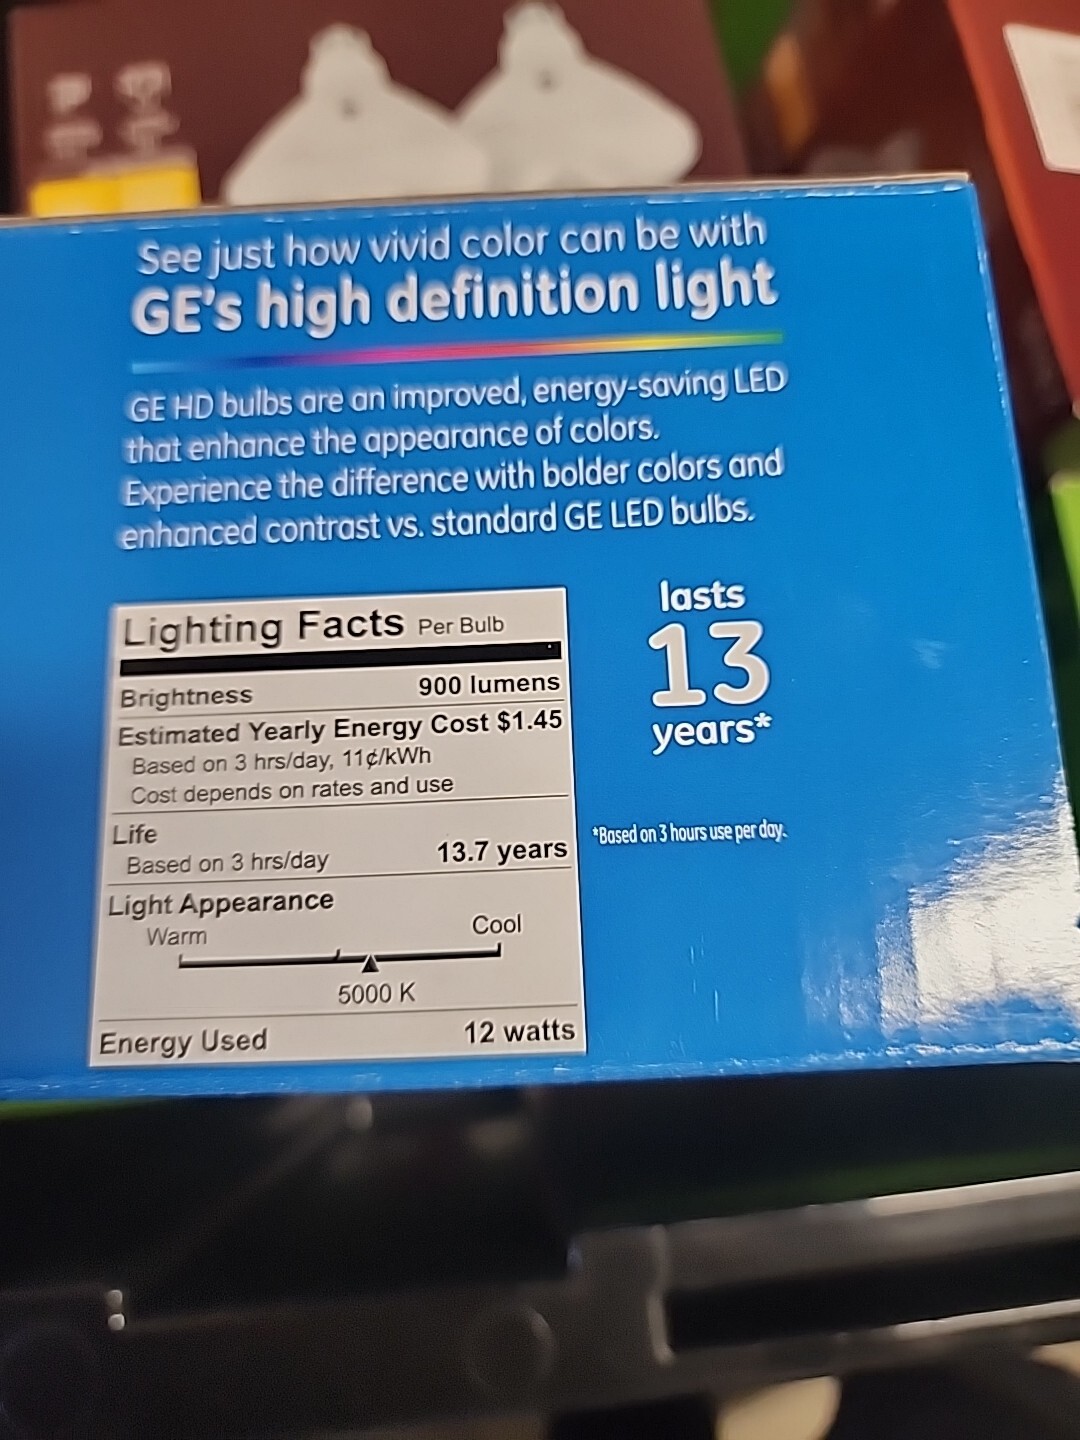 See just how vivid color can be with
GE's high definition light
GE HD bulbs are an improved, energy-saving LED
that enhance the appearance of colors.
Experience the difference with bolder colors and
enhanced contrast vs. standard GE LED bulbs.
Lighting Facts Per Bulb
Brightness 900 lumens
Estimated Yearly Energy Cost $1.45
Based on 3 hrs/day, 11¢/kWh
Cost depends on rates and use
Life
Based on 3 hrs/day 13.7 years
Light Appearance
Warm Cool
5000 K
Energy Used 12 watts
lasts
13
years*
*Based on 3 hours use per day.